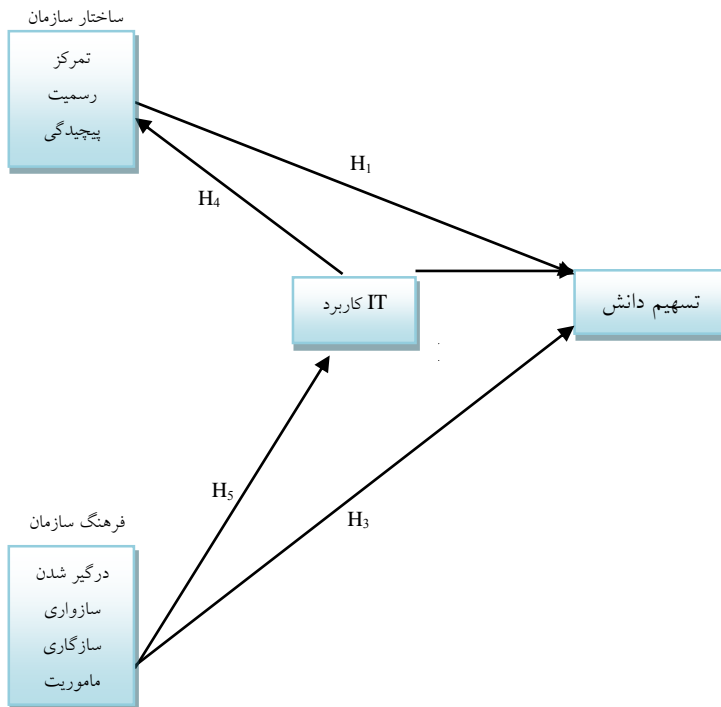 ساختار سازمان
تمرکز
رسمیت
پیچیدگی
H₁
H₄
IT کاربرد
تسهیم دانش
H₅
H₃
فرهنگ سازمان
درگیر شدن
سازواری
سازگاری
ماموریت